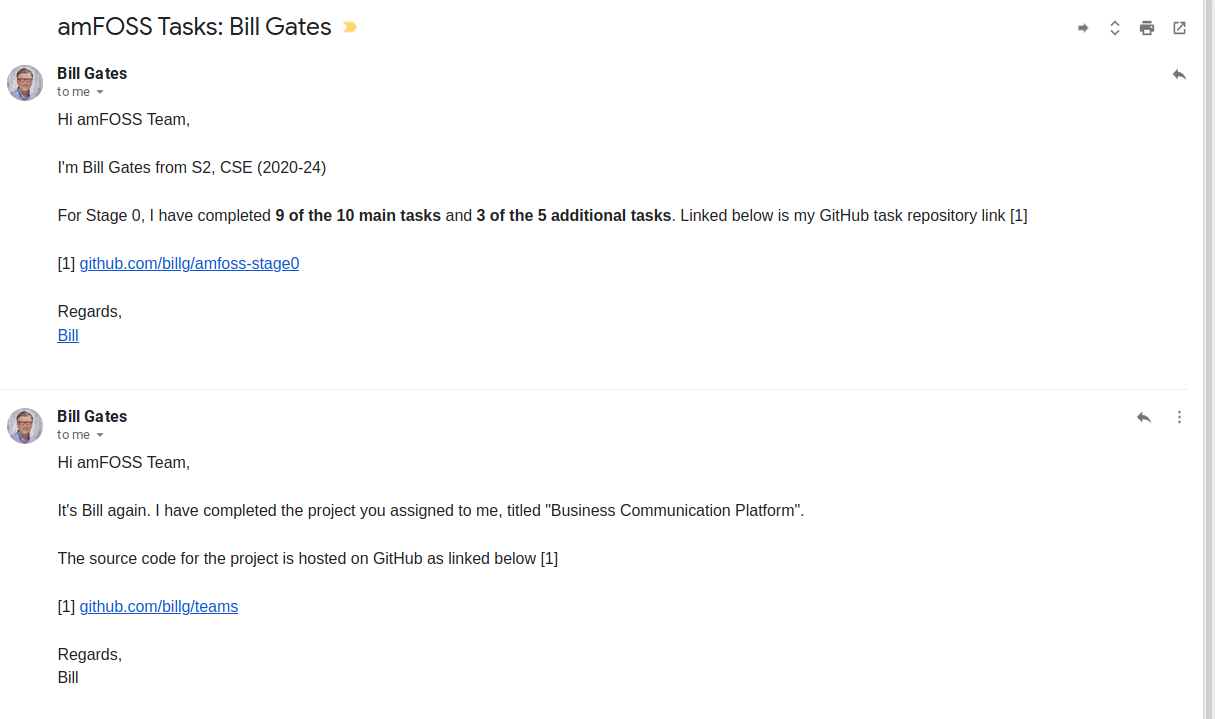 amFOSS Tasks: Bill Gates
Bill Gates
to me
Hi amFOSS Team,
I'm Bill Gates from S2, CSE (2020-24)
For Stage 0, I have completed 9 of the 10 main tasks and 3 of the 5 additional tasks. Linked below is my GitHub task repository link [1]
[1] github.com/billg/amfoss-stage0
Regards,
Bill
Bill Gates
to me
Hi amFOSS Team,
It's Bill again. I have completed the project you assigned to me, titled "Business Communication Platform".
The source code for the project is hosted on GitHub as linked below [1]
[1] github.com/billg/teams
Regards,
Bill